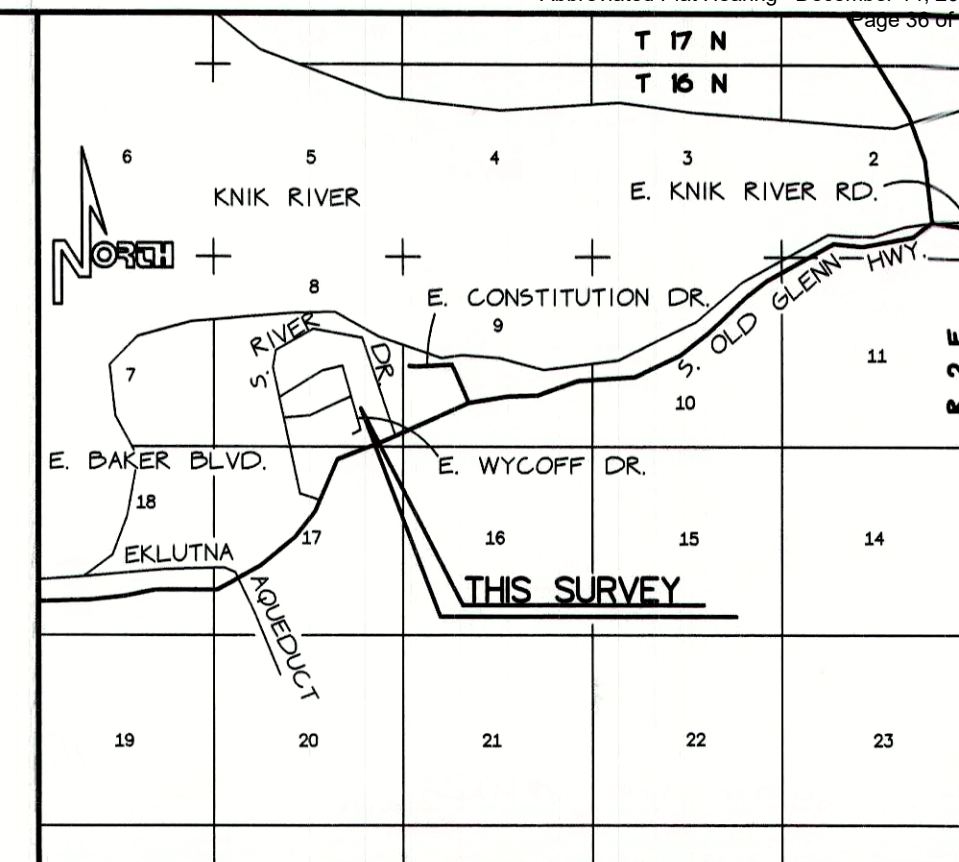 Page 36 of
T 17 N
T 16 N
6
5
4
3
2
KNIK RIVER
E. KNIK RIVER RD.
NORTH
8
E. CONSTITUTION DR.
9
S. OLD GLENN HWY.
S. RIVER DR.
7
11
10
E. BAKER BLVD.
E. WYCOFF DR.
18
17
16
15
14
EKLUTNA AQUEDUCT
THIS SURVEY
19
20
21
22
23